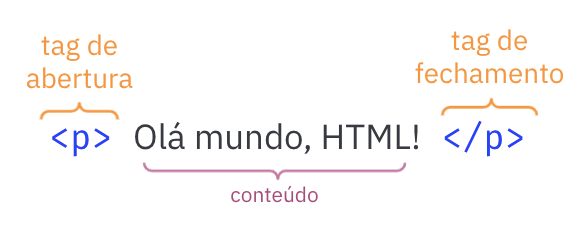 tag de
abertura
tag de
fechamento
<p> Olá mundo, HTML! </p>
conteúdo